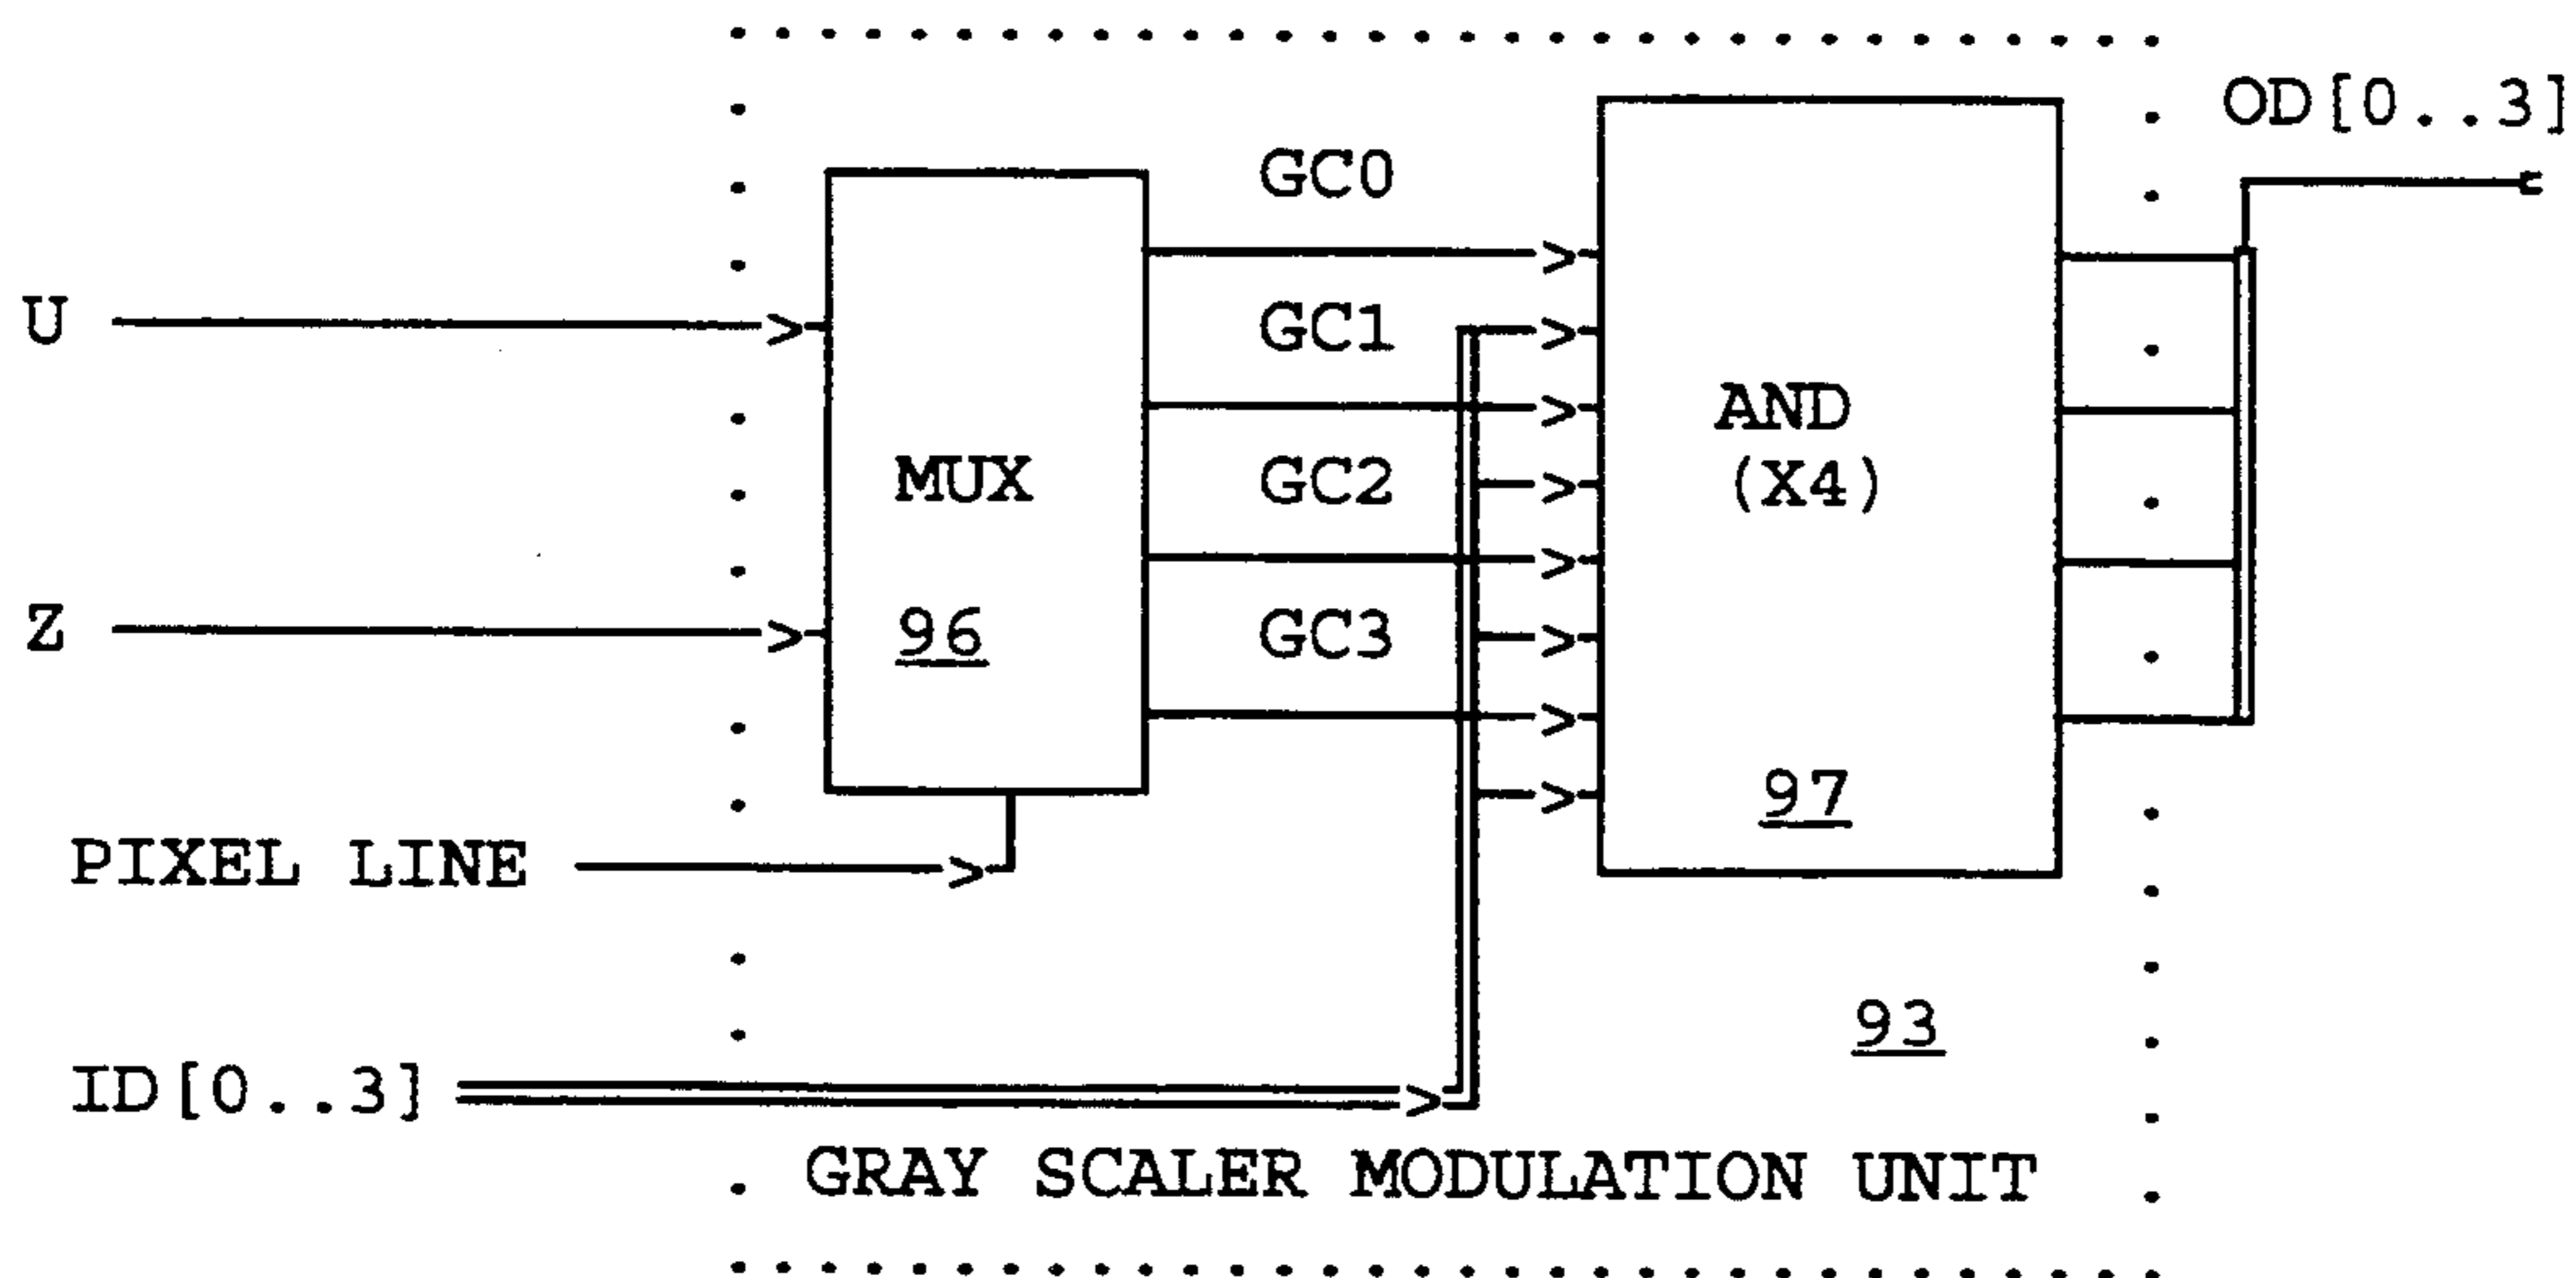 OD[0..3]
GC0
U
GC1
AND
(X4)
MUX
GC2
Z
96
GC3
97
PIXEL LINE
93
ID[0..3]
GRAY SCALER MODULATION UNIT